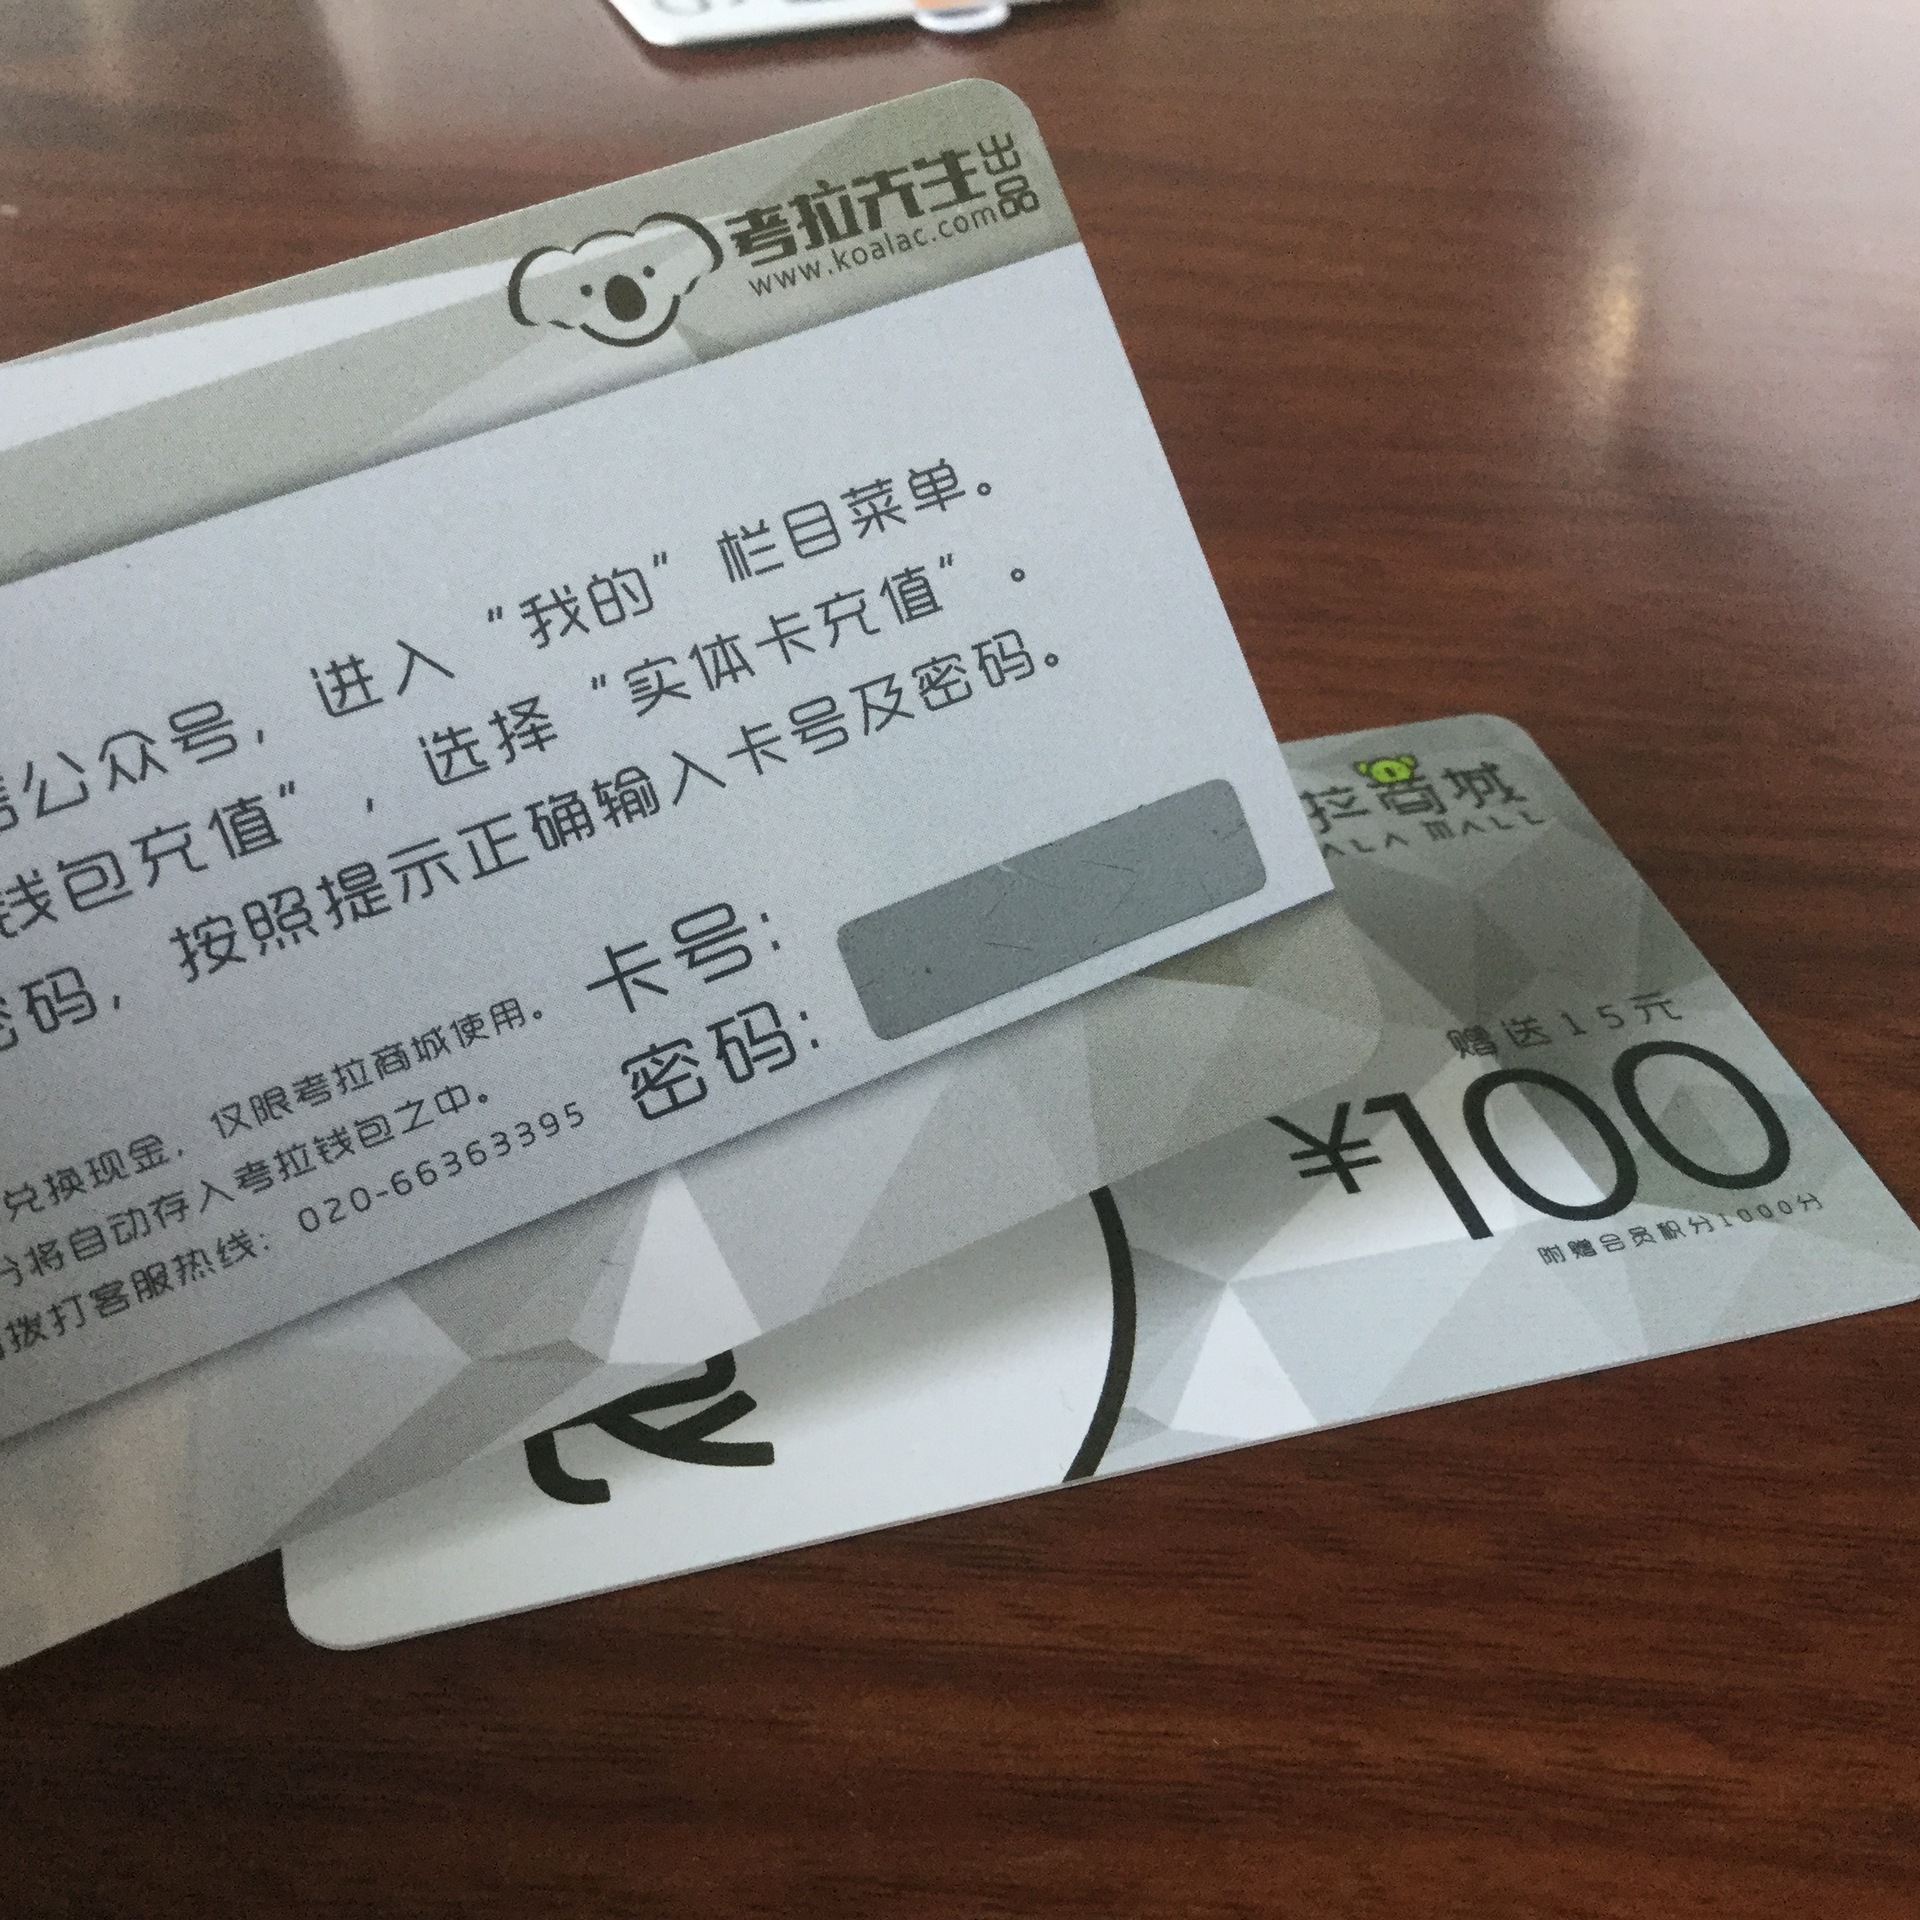 考拉先生出品
www.koalac.com
公众号，进入“我的”栏目菜单。
钱包充值”，选择“实体卡充值”。
密码，按照提示正确输入卡号及密码。
卡号：
密码：
兑换现金，仅限考拉商城使用。
分将自动存入考拉钱包之中。
拨打客服热线：020-66363395
拉商城
ALA MALL
赠送15元
¥100
附赠会员积分1000分